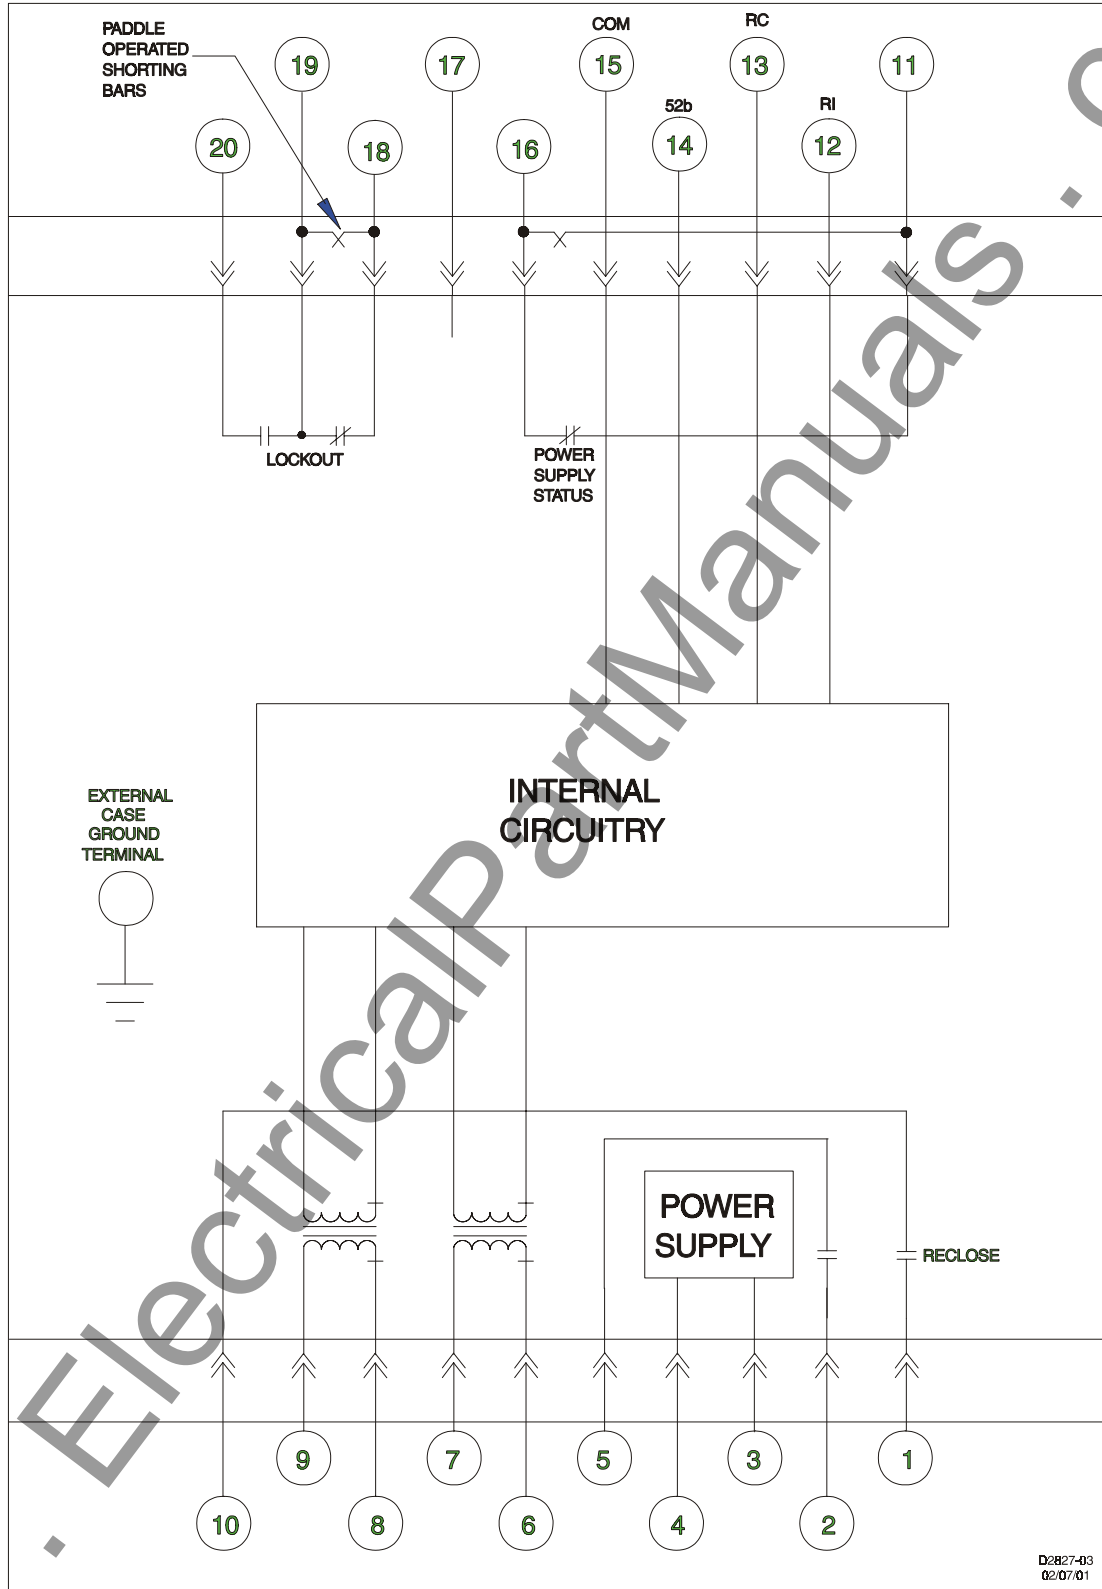 PADDLE
OPERATED
SHORTING
BARS
COM
RC
19
17
15
13
11
52b
RI
20
18
16
14
12
LOCKOUT
POWER
SUPPLY
STATUS
INTERNAL
CIRCUITRY
EXTERNAL
CASE
GROUND
TERMINAL
POWER
SUPPLY
RECLOSE
9
7
5
3
1
10
8
6
4
2
D2827-03
02/07/01
. ElectricalPartManuals .